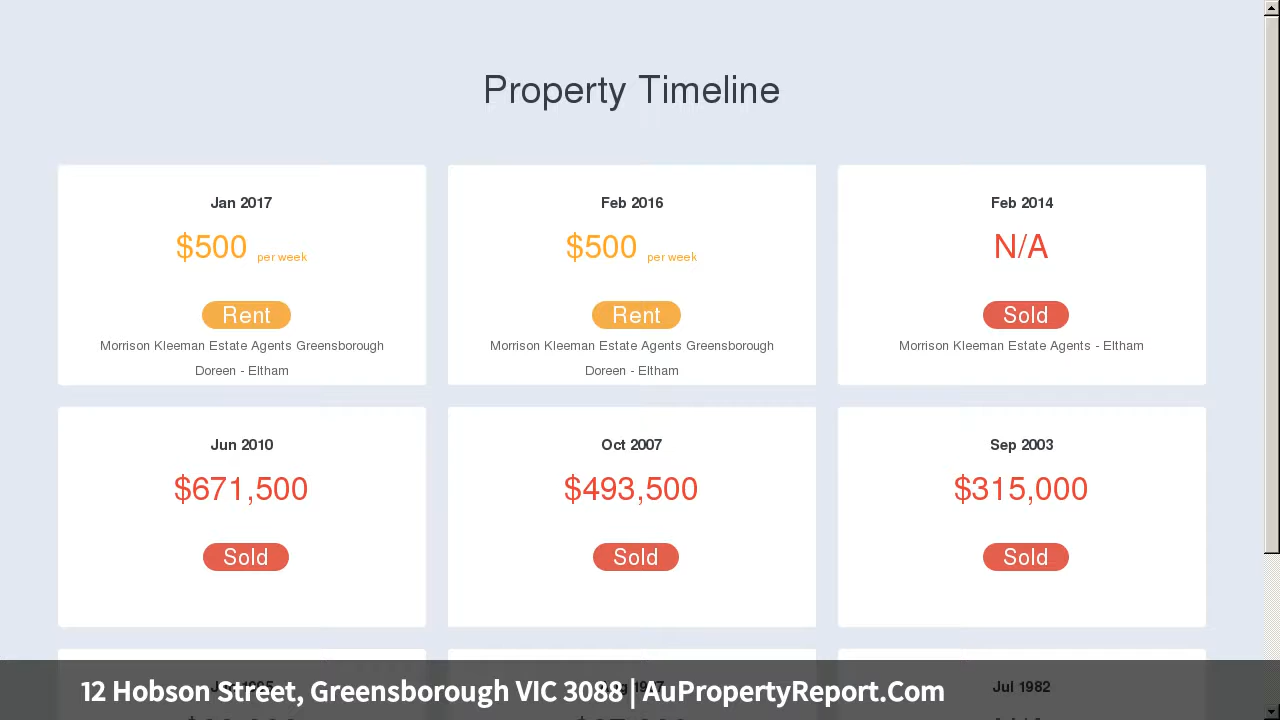 Property Timeline
Jan 2017
$500 per week
Rent
Morrison Kleeman Estate Agents Greensborough
Doreen - Eltham
Feb 2016
$500 per week
Rent
Morrison Kleeman Estate Agents Greensborough
Doreen - Eltham
Feb 2014
N/A
Sold
Morrison Kleeman Estate Agents - Eltham
Jun 2010
$671,500
Sold
Oct 2007
$493,500
Sold
Sep 2003
$315,000
Sold
Jul 1982
12 Hobson Street, Greensborough VIC 3088 | AuPropertyReport.Com